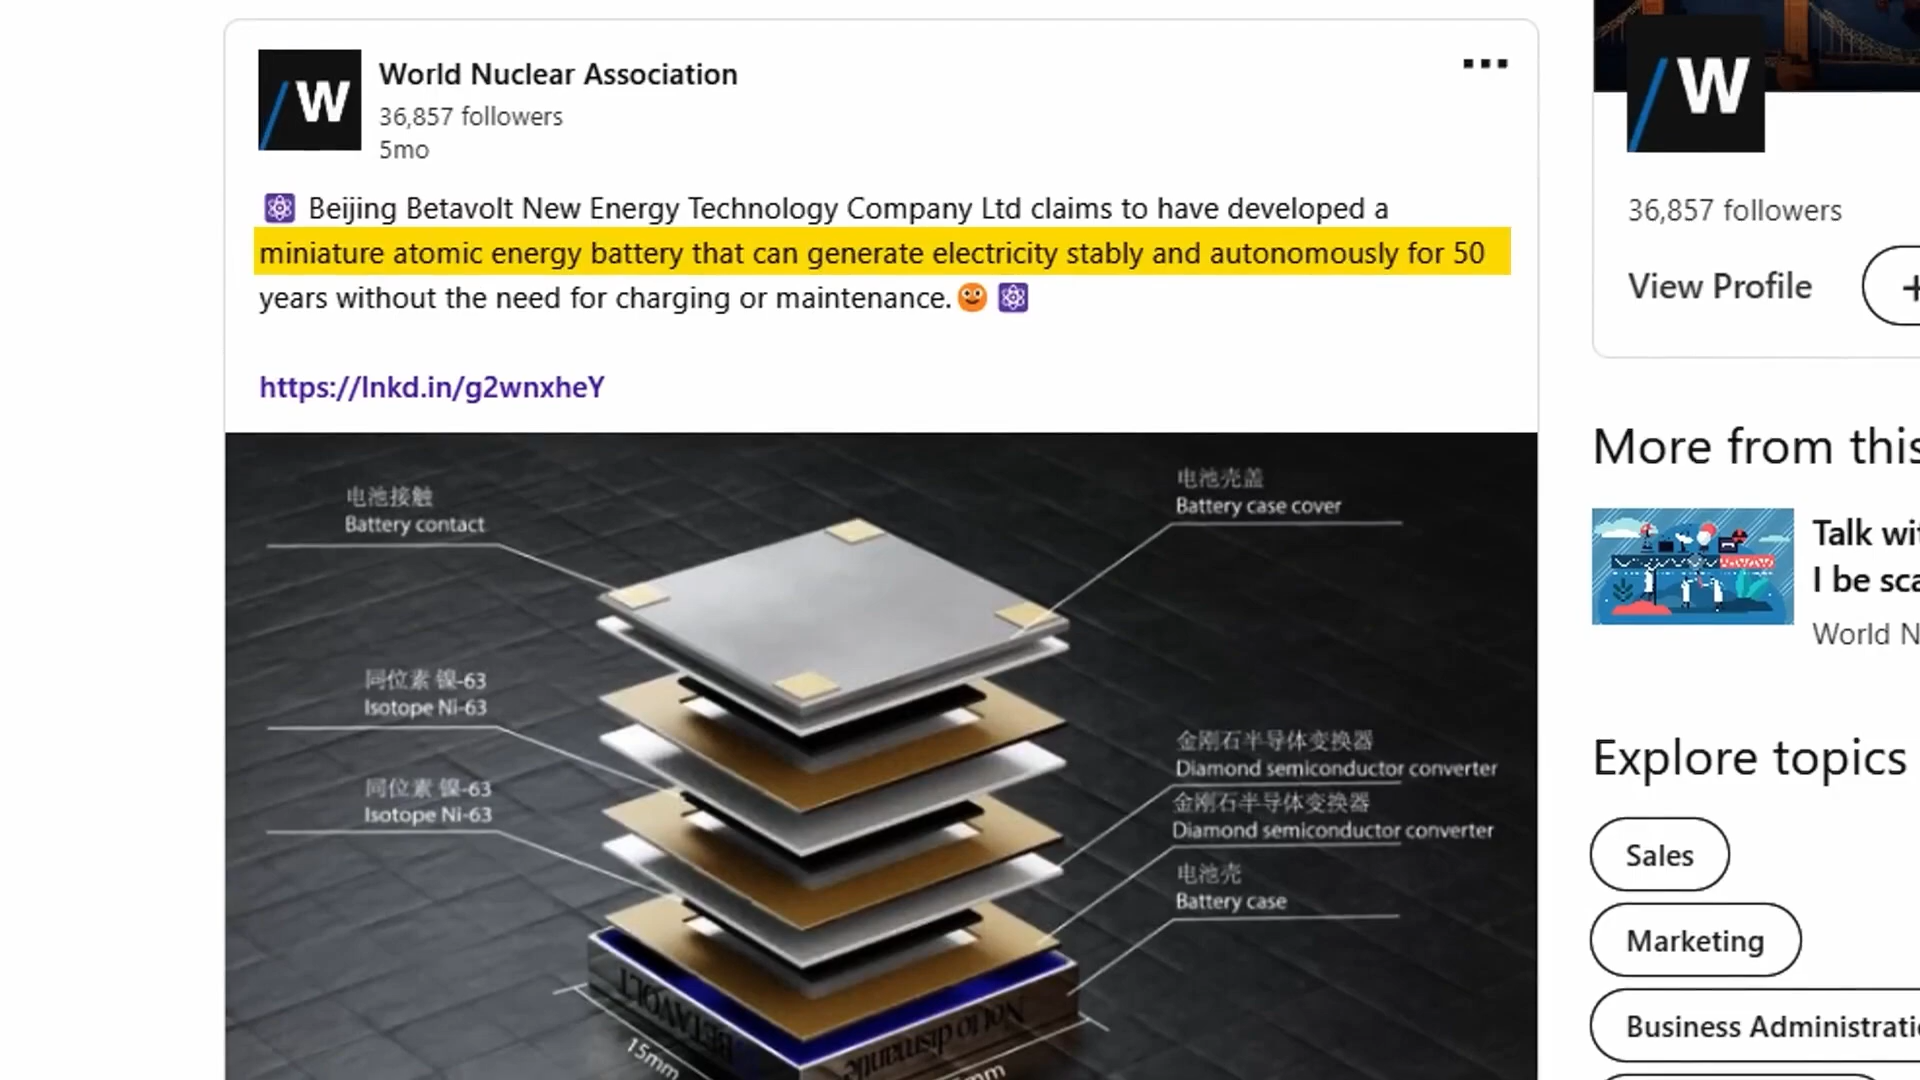 World Nuclear Association
36,857 followers
5mo
Beijing Betavolt New Energy Technology Company Ltd claims to have developed a
miniature atomic energy battery that can generate electricity stably and autonomously for 50
years without the need for charging or maintenance.
https://lnkd.in/g2wnxheY
电池接触
Battery contact
电池壳盖
Battery case cover
同位素 镍-63
Isotope Ni-63
同位素 镍-63
Isotope Ni-63
金刚石半导体变换器
Diamond semiconductor converter
金刚石半导体变换器
Diamond semiconductor converter
电池壳
Battery case
BETAVOLT
15mm
W
W
36,857 followers
View Profile
More from this
Talk
I be
World
Explore topics
Sales
Marketing
Business